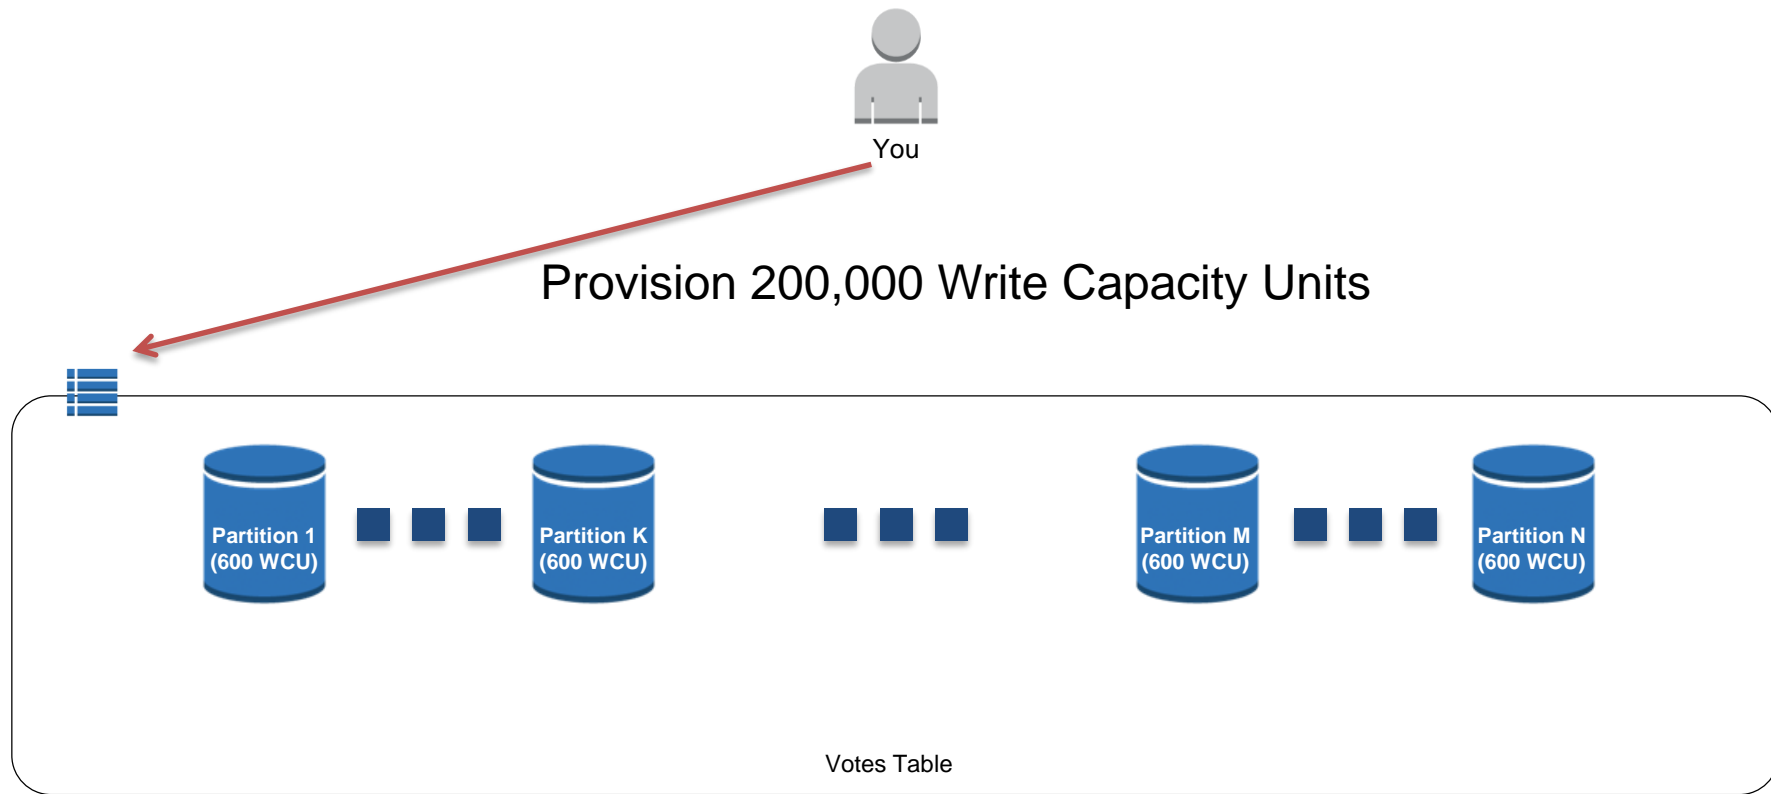 You
Provision 200,000 Write Capacity Units
Partition 1
(600 WCU)
Partition K
(600 WCU)
Partition M
(600 WCU)
Partition N
(600 WCU)
Votes Table